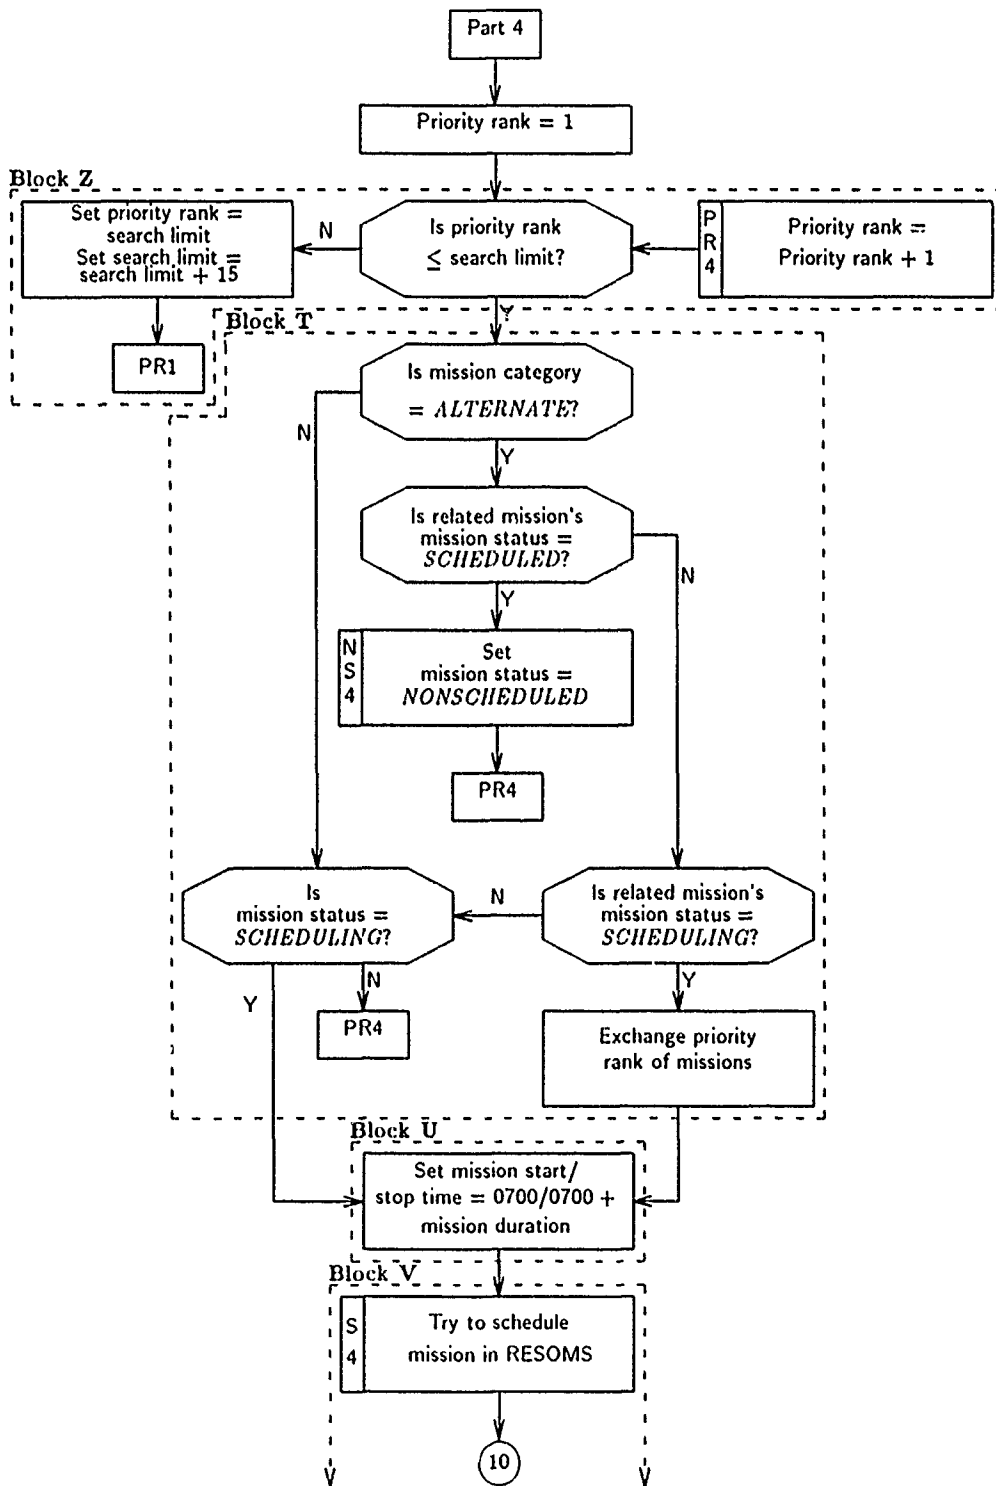 Part 4
Priority rank = 1
Block Z
Set priority rank =
search limit
Set search limit =
search limit + 15
N
Is priority rank
≤ search limit?
P
R
4
Priority rank =
Priority rank + 1
Y
PR1
Block T
Is mission category
= ALTERNATE?
N
Y
Is related mission's
mission status =
SCHEDULED?
N
Y
N
S
4
Set
mission status =
NONSCHEDULED
PR4
Is
mission status =
SCHEDULING?
N
Is related mission's
mission status =
SCHEDULING?
Y
N
Y
PR4
Exchange priority
rank of missions
Block U
Set mission start/
stop time = 0700/0700 +
mission duration
Block V
S
4
Try to schedule
mission in RESOMS
10